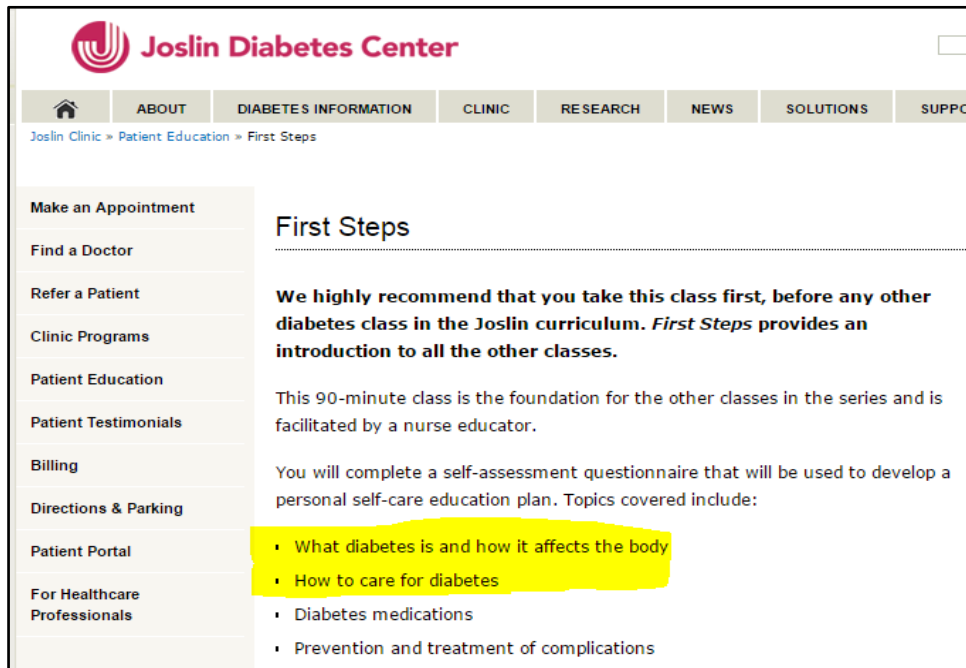 Joslin Diabetes Center
ABOUT DIABETES INFORMATION CLINIC RESEARCH NEWS SOLUTIONS SUPPO
Joslin Clinic » Patient Education » First Steps
Make an Appointment
Find a Doctor
Refer a Patient
Clinic Programs
Patient Education
Patient Testimonials
Billing
Directions & Parking
Patient Portal
For Healthcare
Professionals
First Steps
We highly recommend that you take this class first, before any other
diabetes class in the Joslin curriculum. First Steps provides an
introduction to all the other classes.
This 90-minute class is the foundation for the other classes in the series and is
facilitated by a nurse educator.
You will complete a self-assessment questionnaire that will be used to develop a
personal self-care education plan. Topics covered include:
▪ What diabetes is and how it affects the body
▪ How to care for diabetes
▪ Diabetes medications
▪ Prevention and treatment of complications